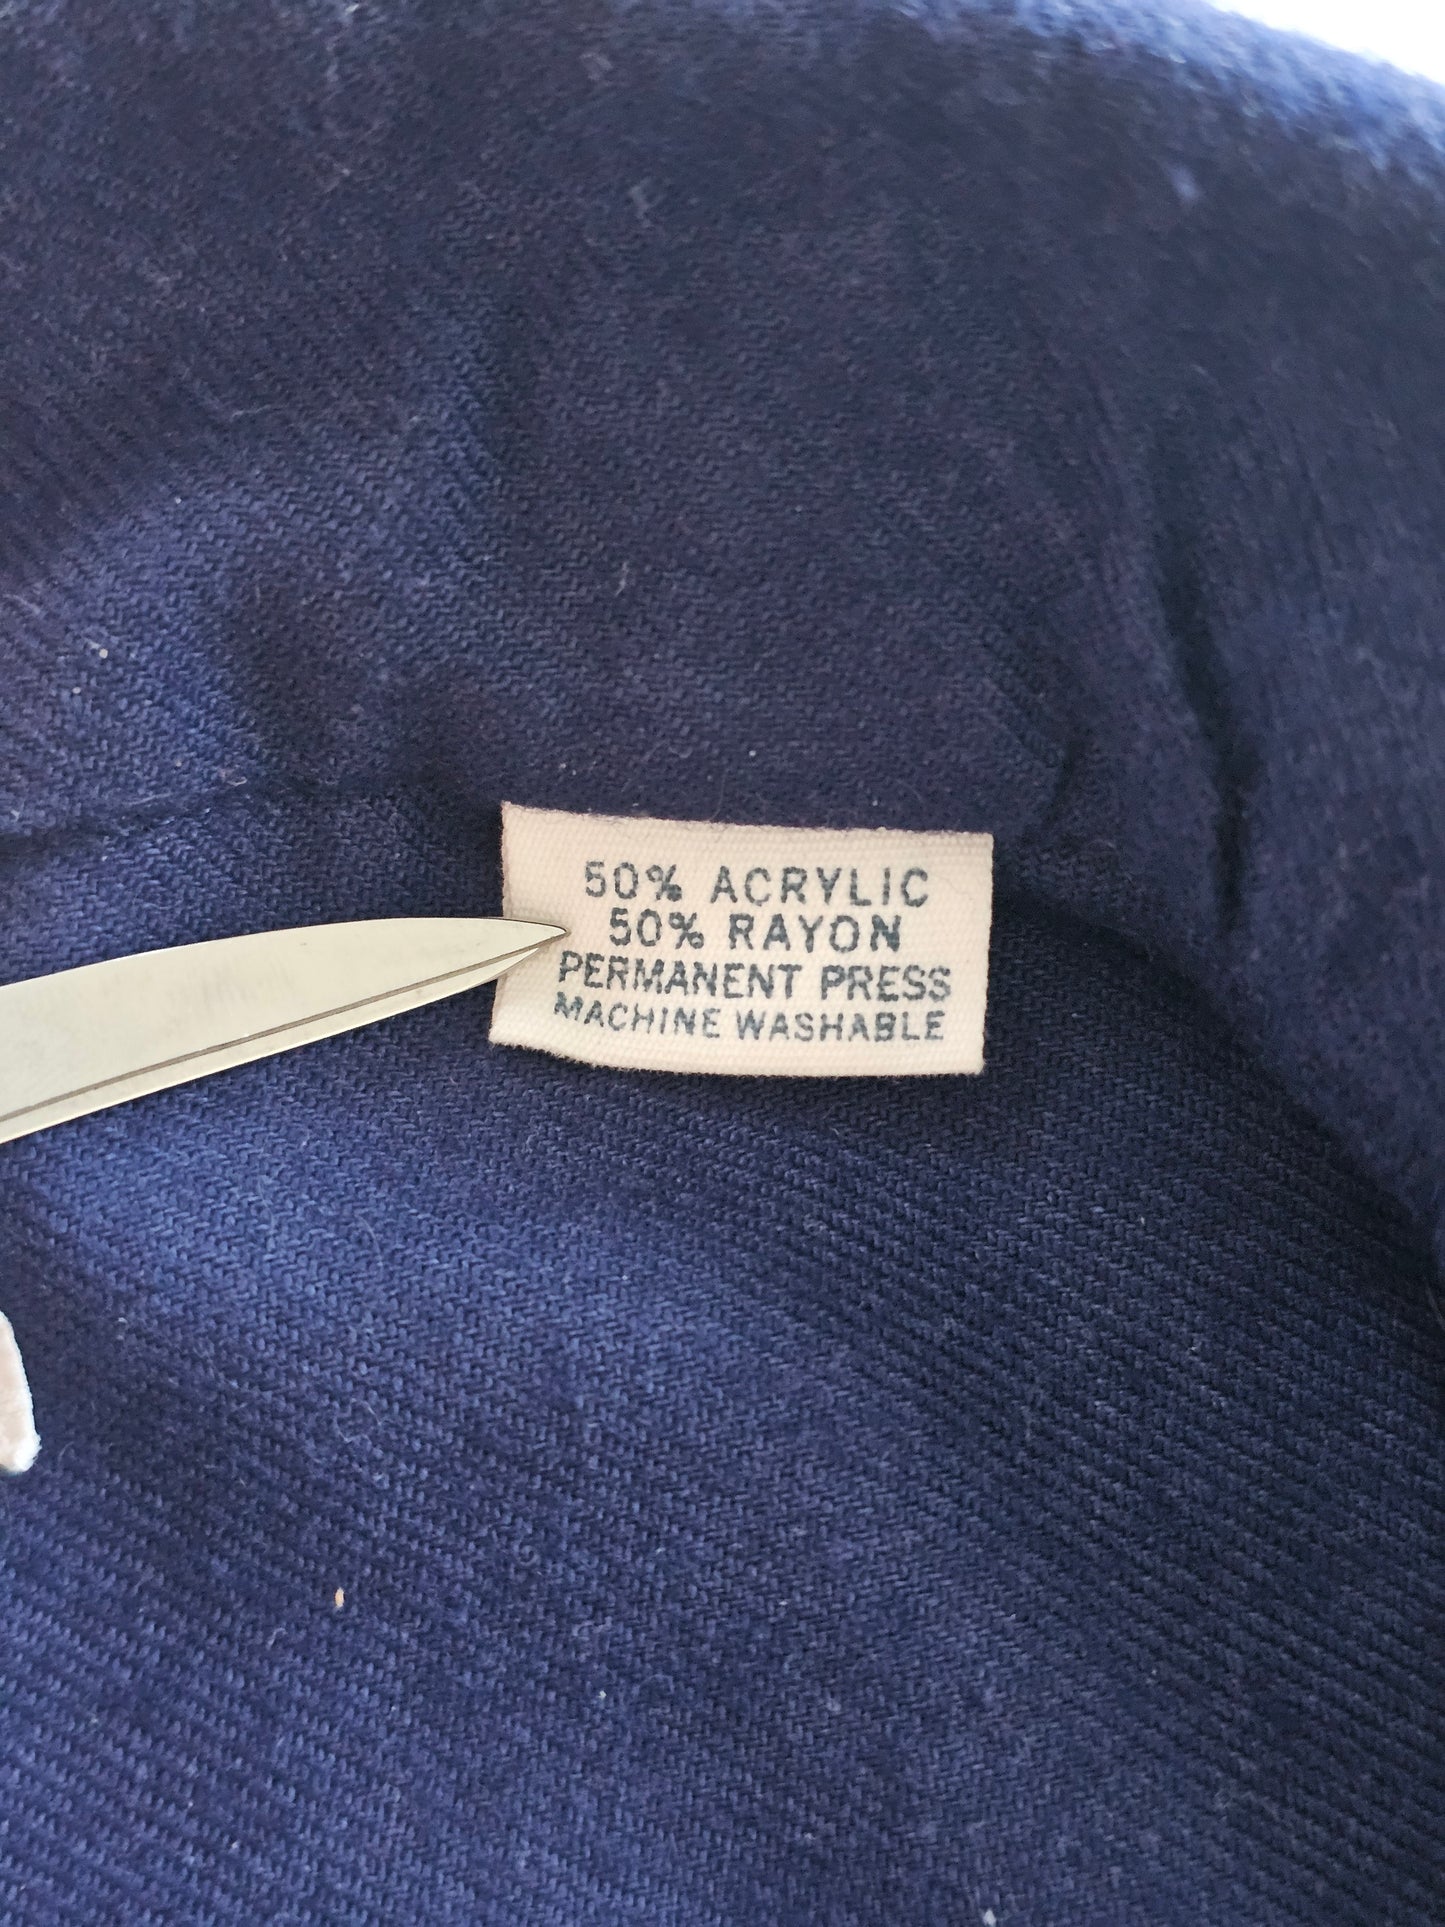 50% ACRYLIC
50% RAYON
PERMANENT PRESS
MACHINE WASHABLE